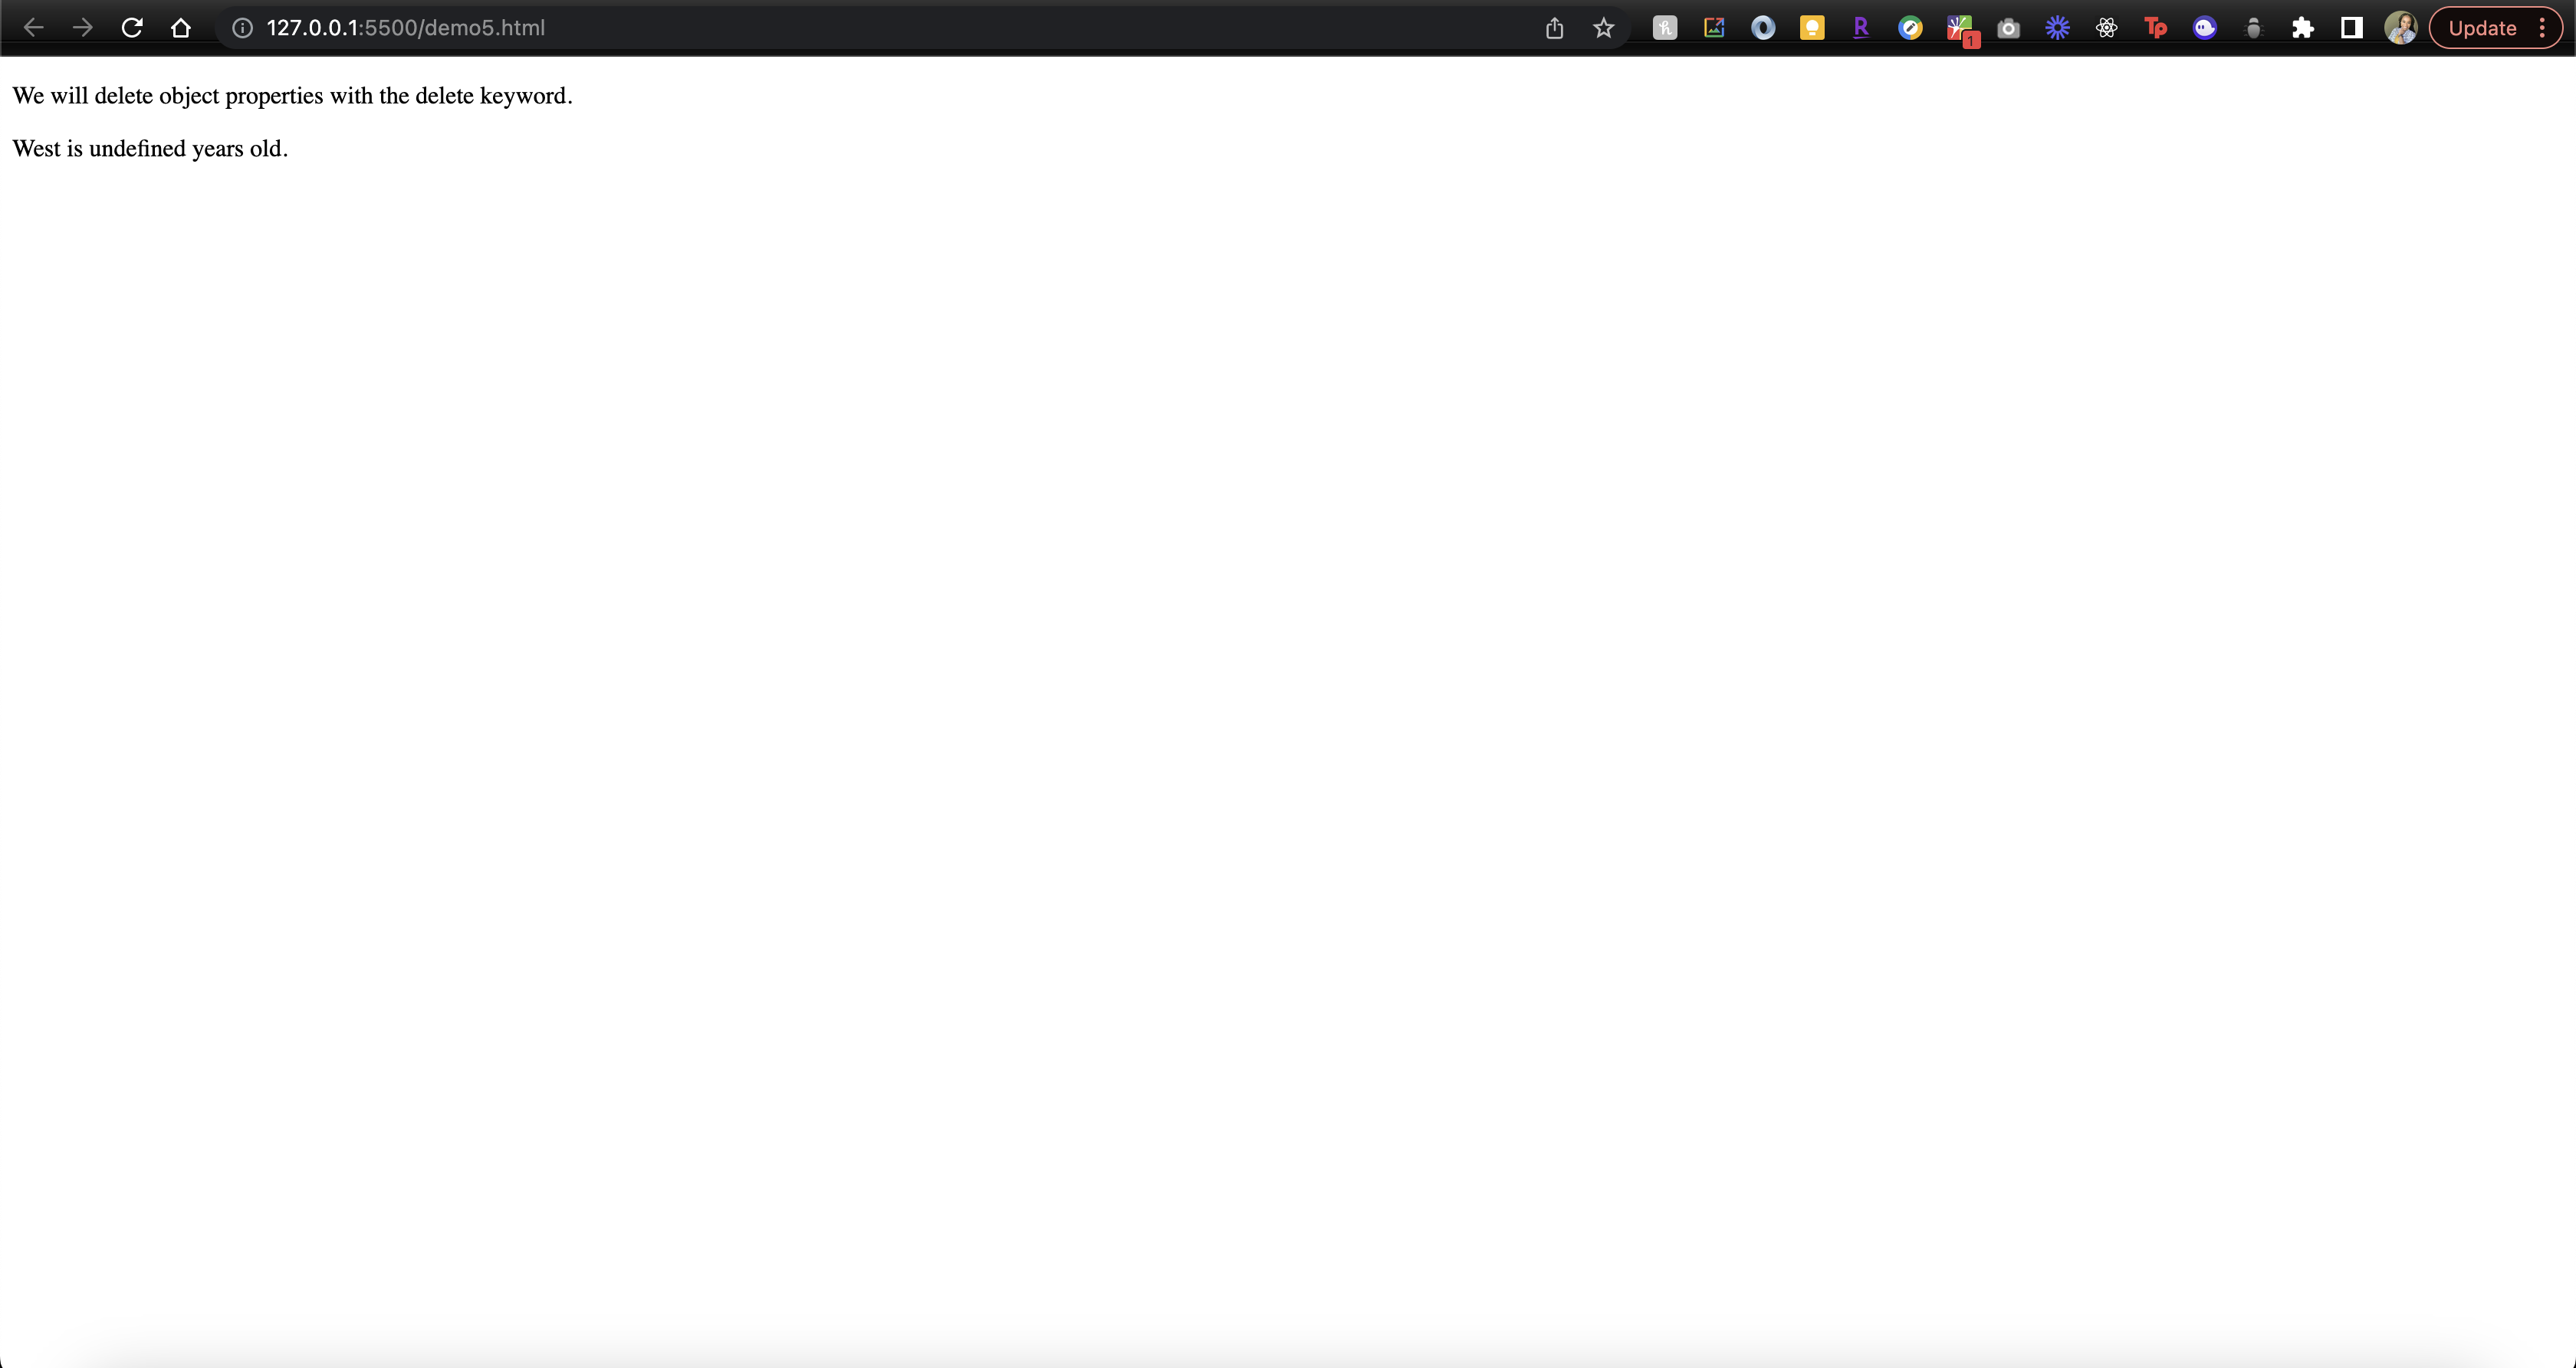 127.0.0.1:5500/demo5.html
h
R
1
Tp
Update
We will delete object properties with the delete keyword.
West is undefined years old.